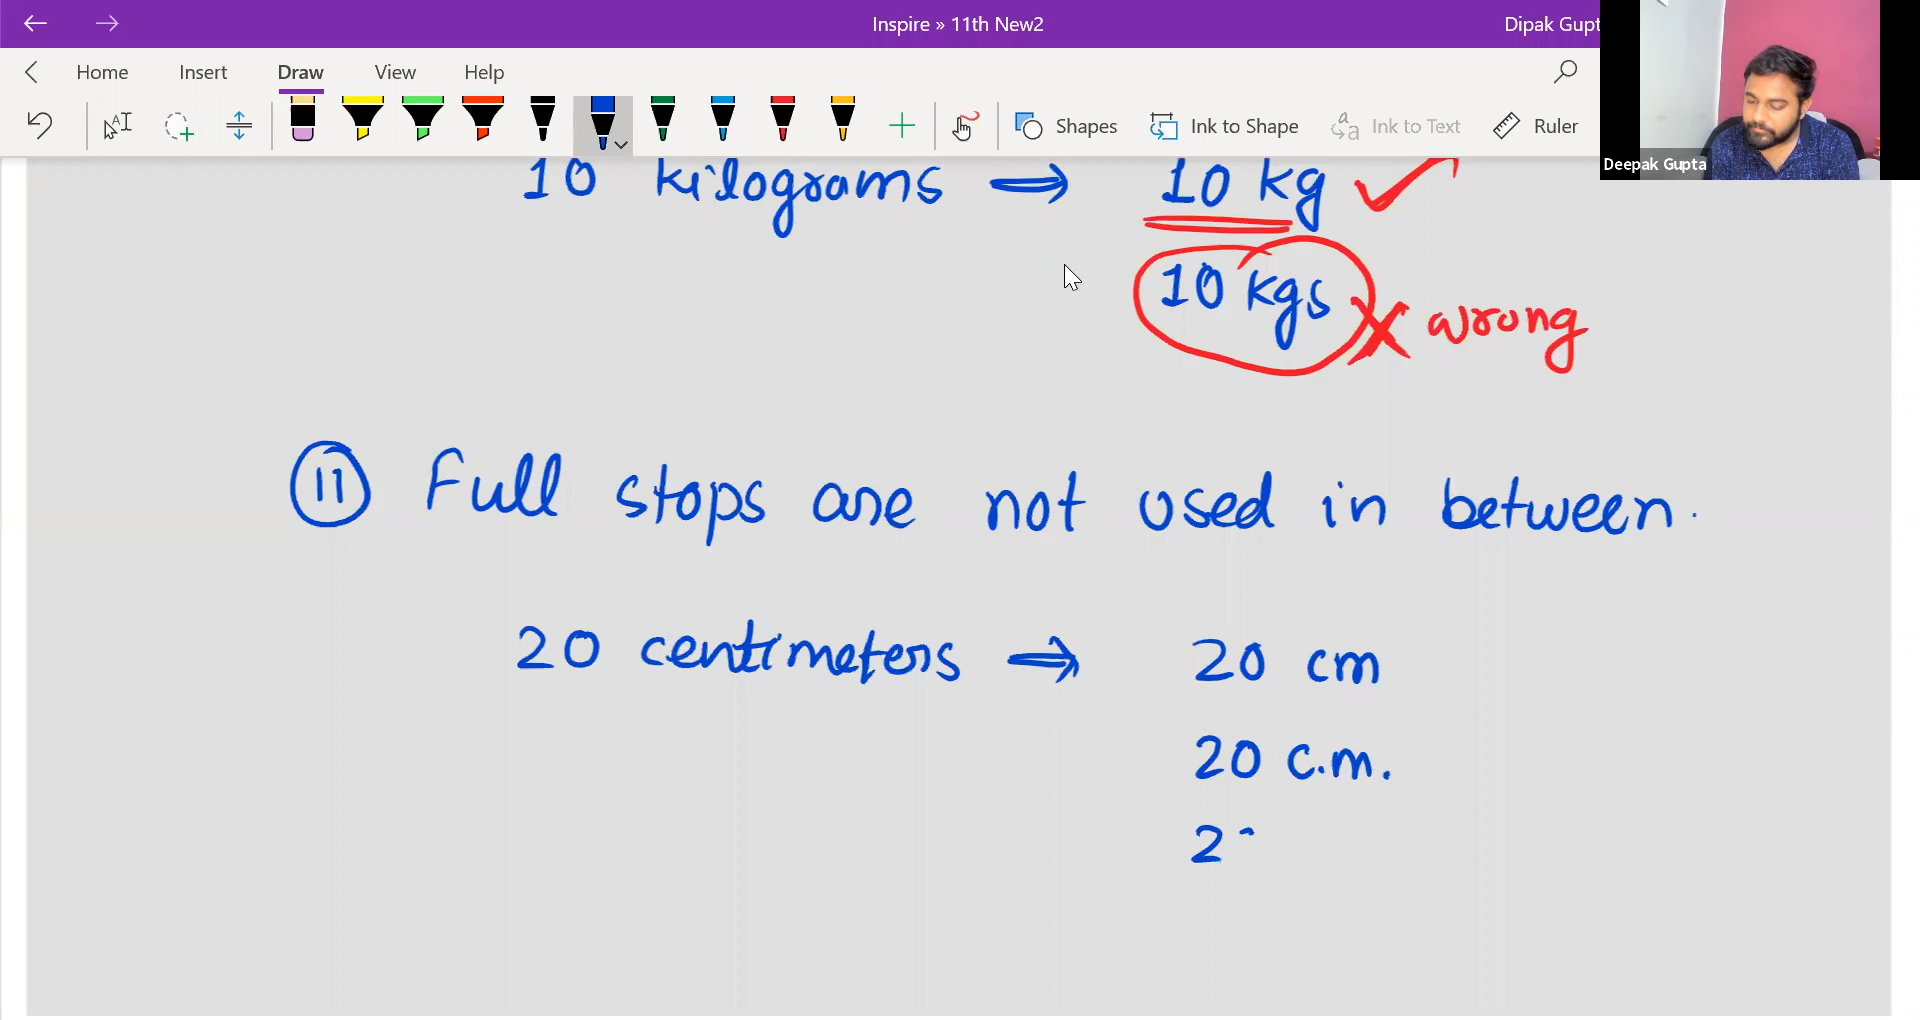 Inspire » 11th New2
Dipak Gupt
Home Insert Draw View Help
Shapes Ink to Shape Ink to Text Ruler
Deepak Gupta
10 kilograms ⇒ 10 kg ✓
10 kgs ✗ wrong
11 Full stops are not used in between.
20 centimeters ⇒ 20 cm
20 c.m.
2